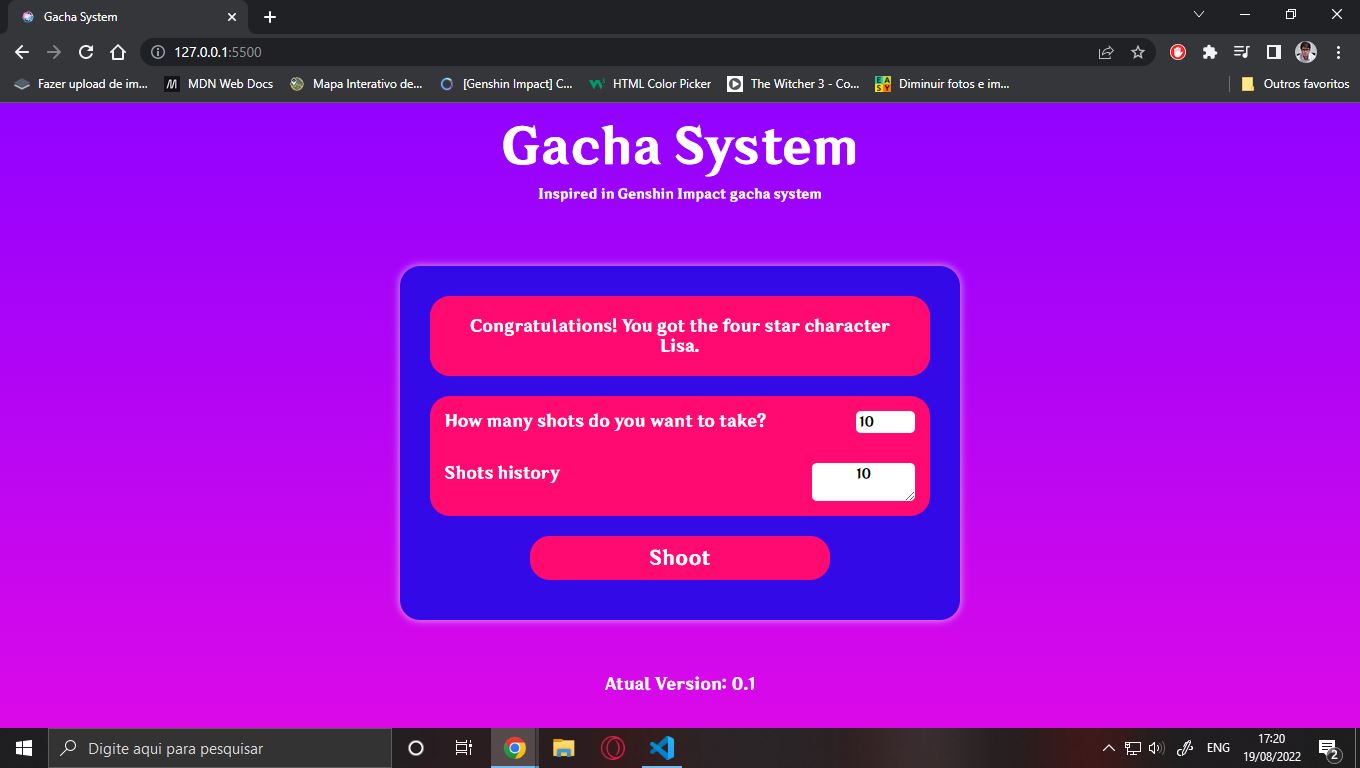 Gacha System
127.0.0.1:5500
Fazer upload de im...
MDN Web Docs
Mapa Interativo de...
[Genshin Impact] C...
HTML Color Picker
The Witcher 3 - Co...
EA
SY
Diminuir fotos e im...
Outros favoritos
Gacha System
Inspired in Genshin Impact gacha system
Congratulations! You got the four star character
Lisa.
How many shots do you want to take?
10
Shots history
10
Shoot
Atual Version: 0.1
Digite aqui para pesquisar
ENG
17:20
19/08/2022
2